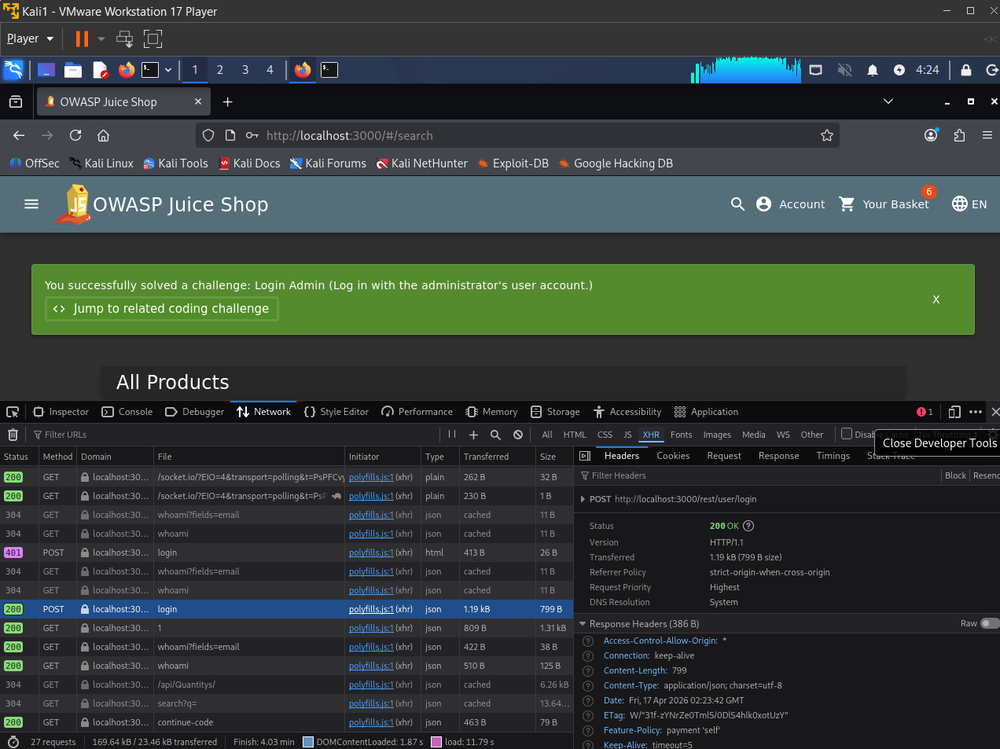 Kali1 - VMware Workstation 17 Player
Player
1 2 3 4 4:24
OWASP Juice Shop
http://localhost:3000/#/search
OffSec Kali Linux Kali Tools Kali Docs Kali Forums Kali NetHunter Exploit-DB Google Hacking DB
OWASP Juice Shop Account Your Basket 6 EN
You successfully solved a challenge: Login Admin (Log in with the administrator's user account.)
X
<> Jump to related coding challenge
All Products
Inspector Console Debugger Network Style Editor Performance Memory Storage Accessibility Application 1
Filter URLs All HTML CSS JS XHR Fonts Images Media WS Other Disable Cache No Throttling
Close Developer Tools
Status Method Domain File Initiator Type Transferred Size
200 GET localhost:30... /socket.io/?EIO=4&transport=polling&t=PsPFCvy polyfills.js:1 (xhr) plain 262 B 32 B
200 GET localhost:30... /socket.io/?EIO=4&transport=polling&t=PsP polyfills.js:1 (xhr) plain 230 B 1 B
304 GET localhost:30... whoami?fields=email polyfills.js:1 (xhr) json cached 11 B
304 GET localhost:30... whoami polyfills.js:1 (xhr) json cached 11 B
401 POST localhost:30... login polyfills.js:1 (xhr) html 413 B 26 B
304 GET localhost:30... whoami?fields=email polyfills.js:1 (xhr) json cached 11 B
304 GET localhost:30... whoami polyfills.js:1 (xhr) json cached 11 B
200 POST localhost:30... login polyfills.js:1 (xhr) json 1.19 kB 799 B
200 GET localhost:30... 1 polyfills.js:1 (xhr) json 809 B 1.31 kB
200 GET localhost:30... whoami?fields=email polyfills.js:1 (xhr) json 422 B 38 B
200 GET localhost:30... whoami polyfills.js:1 (xhr) json 510 B 125 B
304 GET localhost:30... /api/Quantitys/ polyfills.js:1 (xhr) json cached 6.26 kB
304 GET localhost:30... search?q= polyfills.js:1 (xhr) json cached 13.64...
200 GET localhost:30... continue-code polyfills.js:1 (xhr) json 463 B 79 B
27 requests 169.64 kB / 23.46 kB transferred Finish: 4.03 min DOMContentLoaded: 1.87 s load: 11.79 s
Headers Cookies Request Response Timings Stack Trace
Filter Headers Block Resend
POST http://localhost:3000/rest/user/login
Status 200 OK
Version HTTP/1.1
Transferred 1.19 kB (799 B size)
Referrer Policy strict-origin-when-cross-origin
Request Priority Highest
DNS Resolution System
Response Headers (386 B) Raw
Access-Control-Allow-Origin: *
Connection: keep-alive
Content-Length: 799
Content-Type: application/json; charset=utf-8
Date: Fri, 17 Apr 2026 02:23:42 GMT
ETag: W/"31f-zYNrZe0Tml5/0DlS4hlk0xotUzY"
Feature-Policy: payment 'self'
Keep-Alive: timeout=5